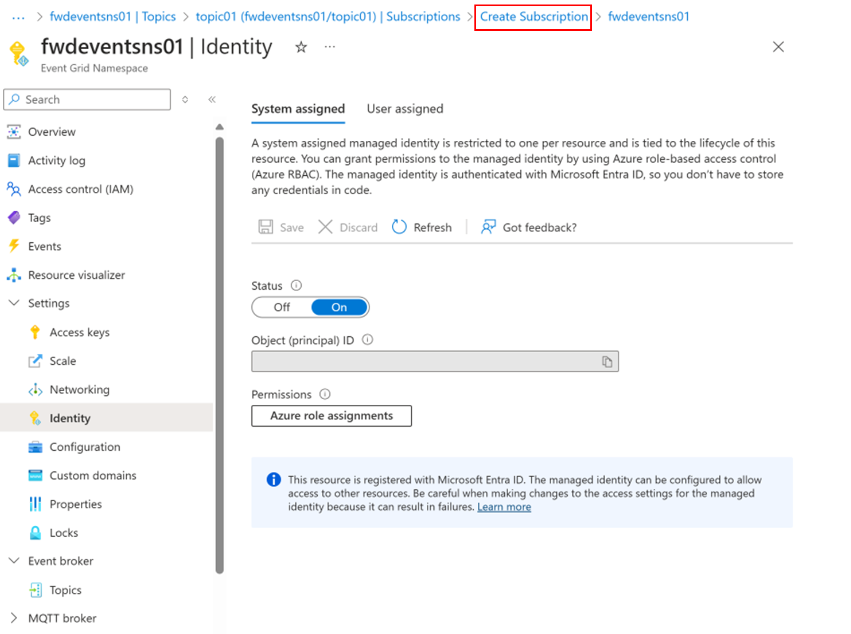 ... > fwdeventsns01 | Topics > topic01 (fwdeventsns01/topic01) | Subscriptions > Create Subscription > fwdeventsns01
fwdeventsns01 | Identity ...
Event Grid Namespace
Search
Overview
Activity log
Access control (IAM)
Tags
Events
Resource visualizer
Settings
Access keys
Scale
Networking
Identity
Configuration
Custom domains
Properties
Locks
Event broker
Topics
MQTT broker
System assigned User assigned
A system assigned managed identity is restricted to one per resource and is tied to the lifecycle of this
resource. You can grant permissions to the managed identity by using Azure role-based access control
(Azure RBAC). The managed identity is authenticated with Microsoft Entra ID, so you don't have to store
any credentials in code.
Save Discard Refresh Got feedback?
Status
Off On
Object (principal) ID
Permissions
Azure role assignments
This resource is registered with Microsoft Entra ID. The managed identity can be configured to allow
access to other resources. Be careful when making changes to the access settings for the managed
identity because it can result in failures. Learn more